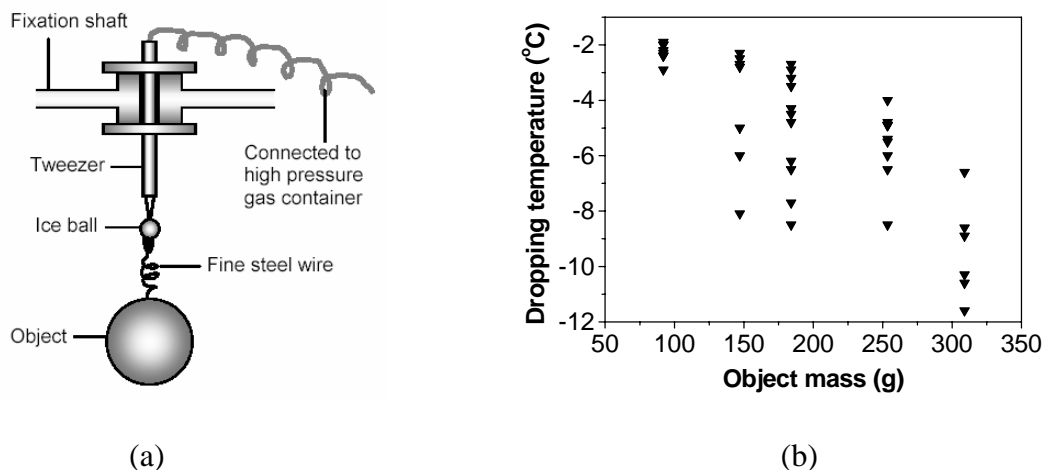 Fixation shaft
Connected to
high pressure
gas container
Tweezer
Ice ball
Fine steel wire
Object
(a)
Dropping temperature (°C)
-2
-4
-6
-8
-10
-12
50 100 150 200 250 300 350
Object mass (g)
(b)